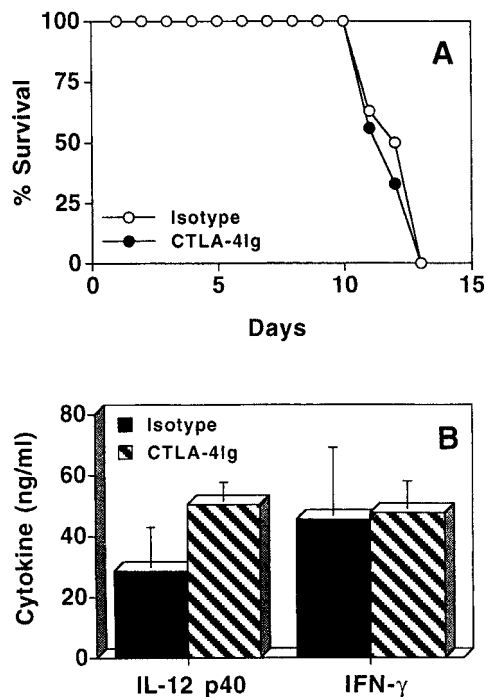 A
% Survival
100
75
50
25
0
Isotype
CTLA-4Ig
0 5 10 15
Days
B
Cytokine (ng/ml)
80
60
40
20
0
Isotype
CTLA-4Ig
IL-12 p40 IFN-γ